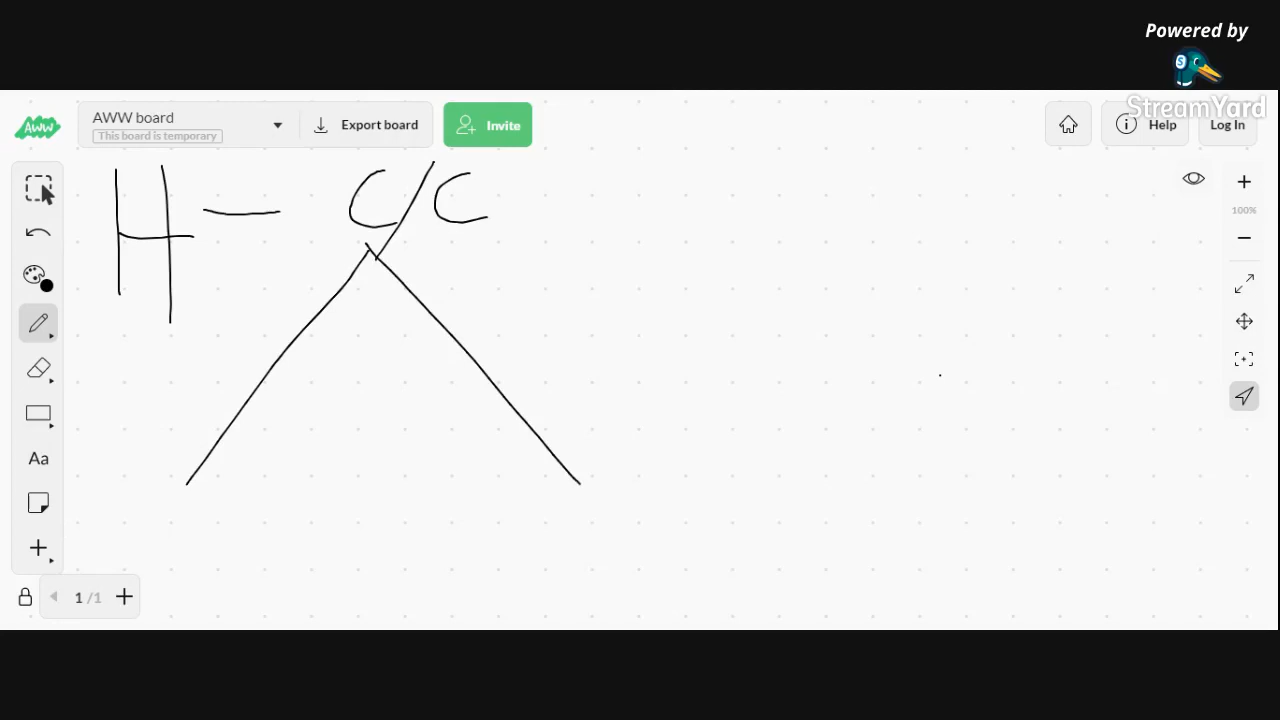 Powered by
StreamYard
AWW
AWW board
This board is temporary
Export board
Invite
Help
Log In
H - C/C
100%
Aa
1 /1